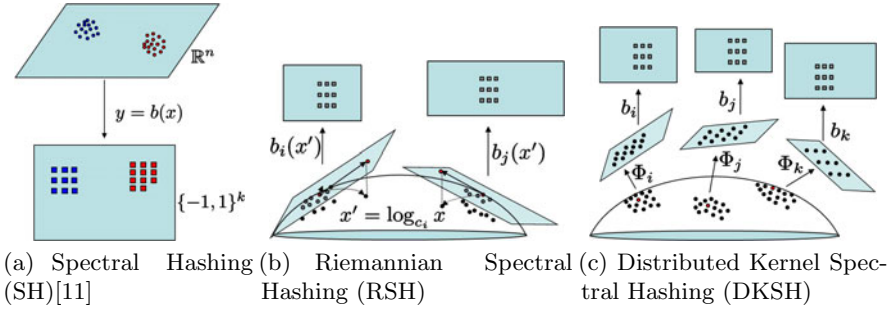 ℝⁿ
y = b(x)
{−1, 1}ᵏ
b_i(x′)
b_j(x′)
x′ = log_{c_i} x
b_i
b_j
b_k
Φ_i
Φ_j
Φ_k
(a) Spectral Hashing
(SH)[11]
(b) Riemannian Spectral
Hashing (RSH)
(c) Distributed Kernel Spec-
tral Hashing (DKSH)